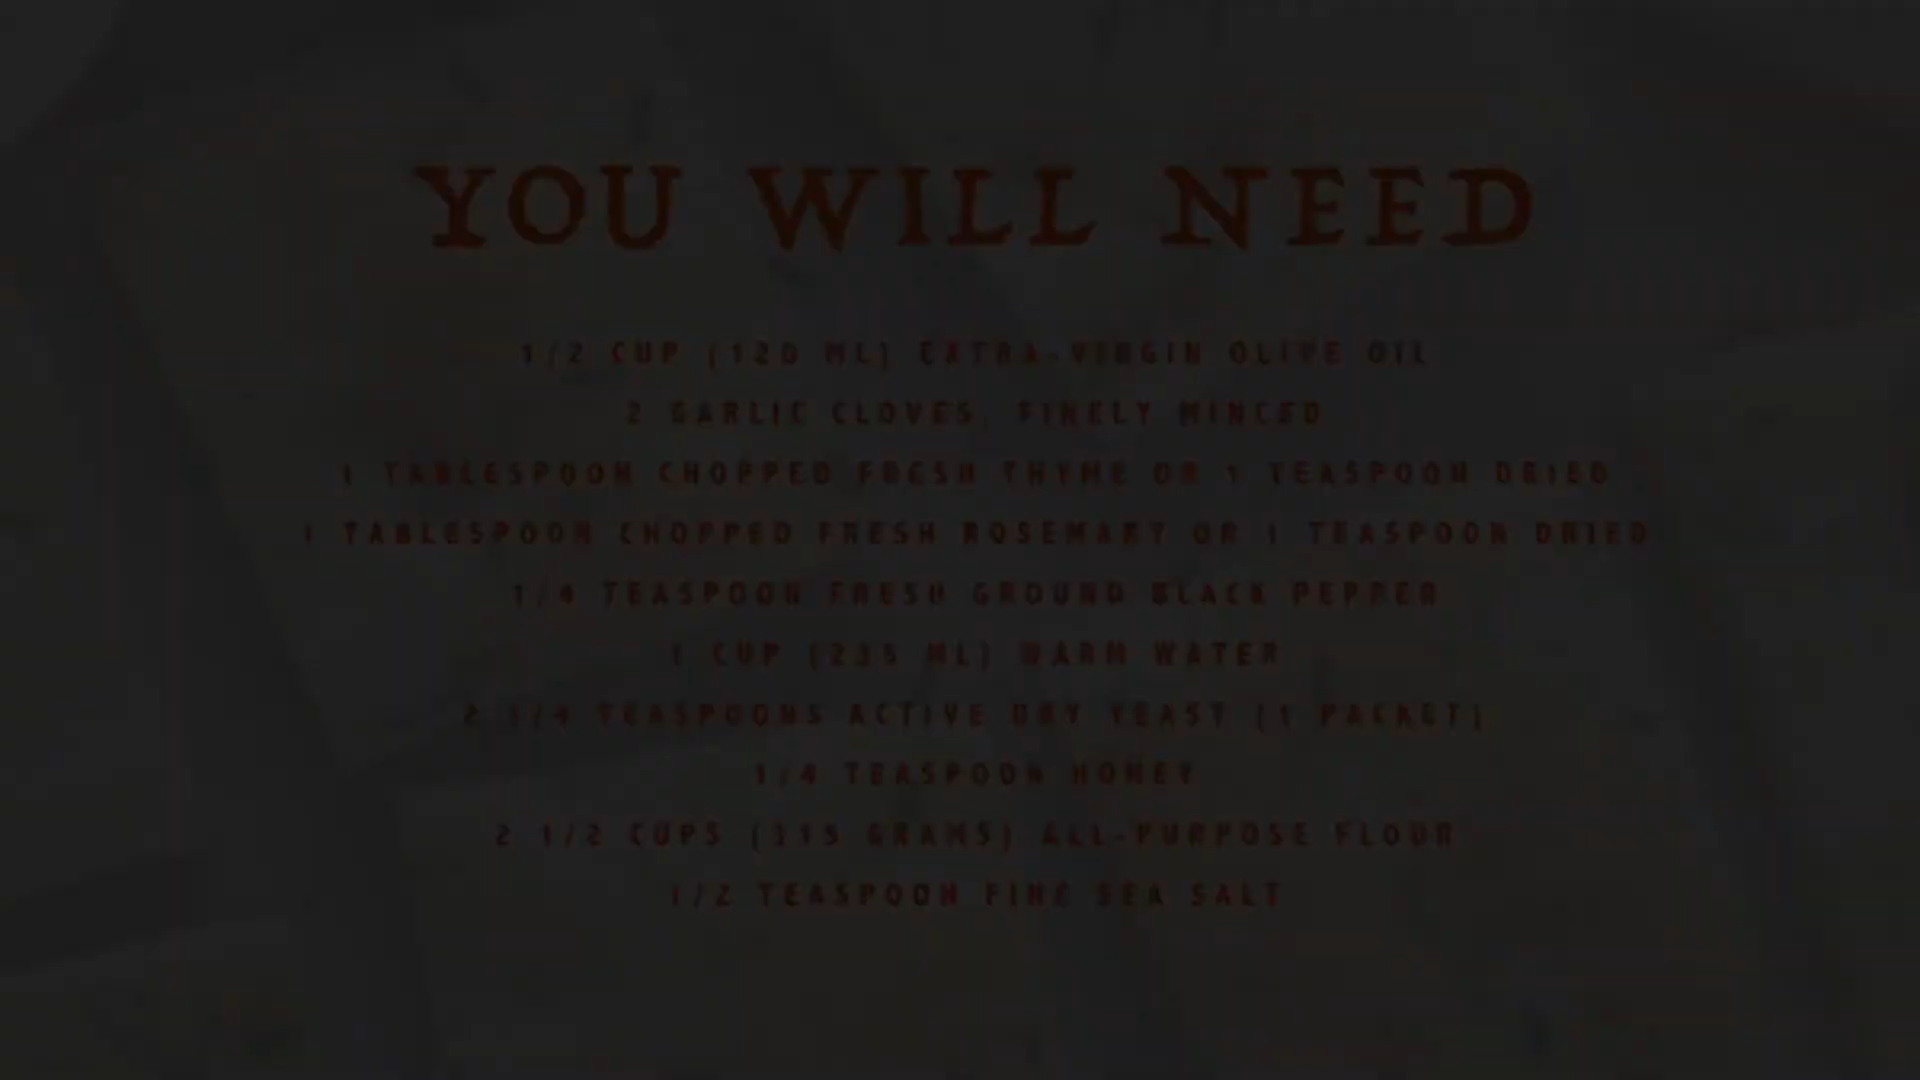 YOU WILL NEED
1/2 CUP (120 ML) EXTRA-VIRGIN OLIVE OIL
2 GARLIC CLOVES, FINELY MINCED
1 TABLESPOON CHOPPED FRESH THYME OR 1 TEASPOON DRIED
1 TABLESPOON CHOPPED FRESH ROSEMARY OR 1 TEASPOON DRIED
1/4 TEASPOON FRESH GROUND BLACK PEPPER
1 CUP (235 ML) WARM WATER
2 1/4 TEASPOONS ACTIVE DRY YEAST (1 PACKET)
1/4 TEASPOON HONEY
2 1/2 CUPS (315 GRAMS) ALL-PURPOSE FLOUR
1/2 TEASPOON FINE SEA SALT